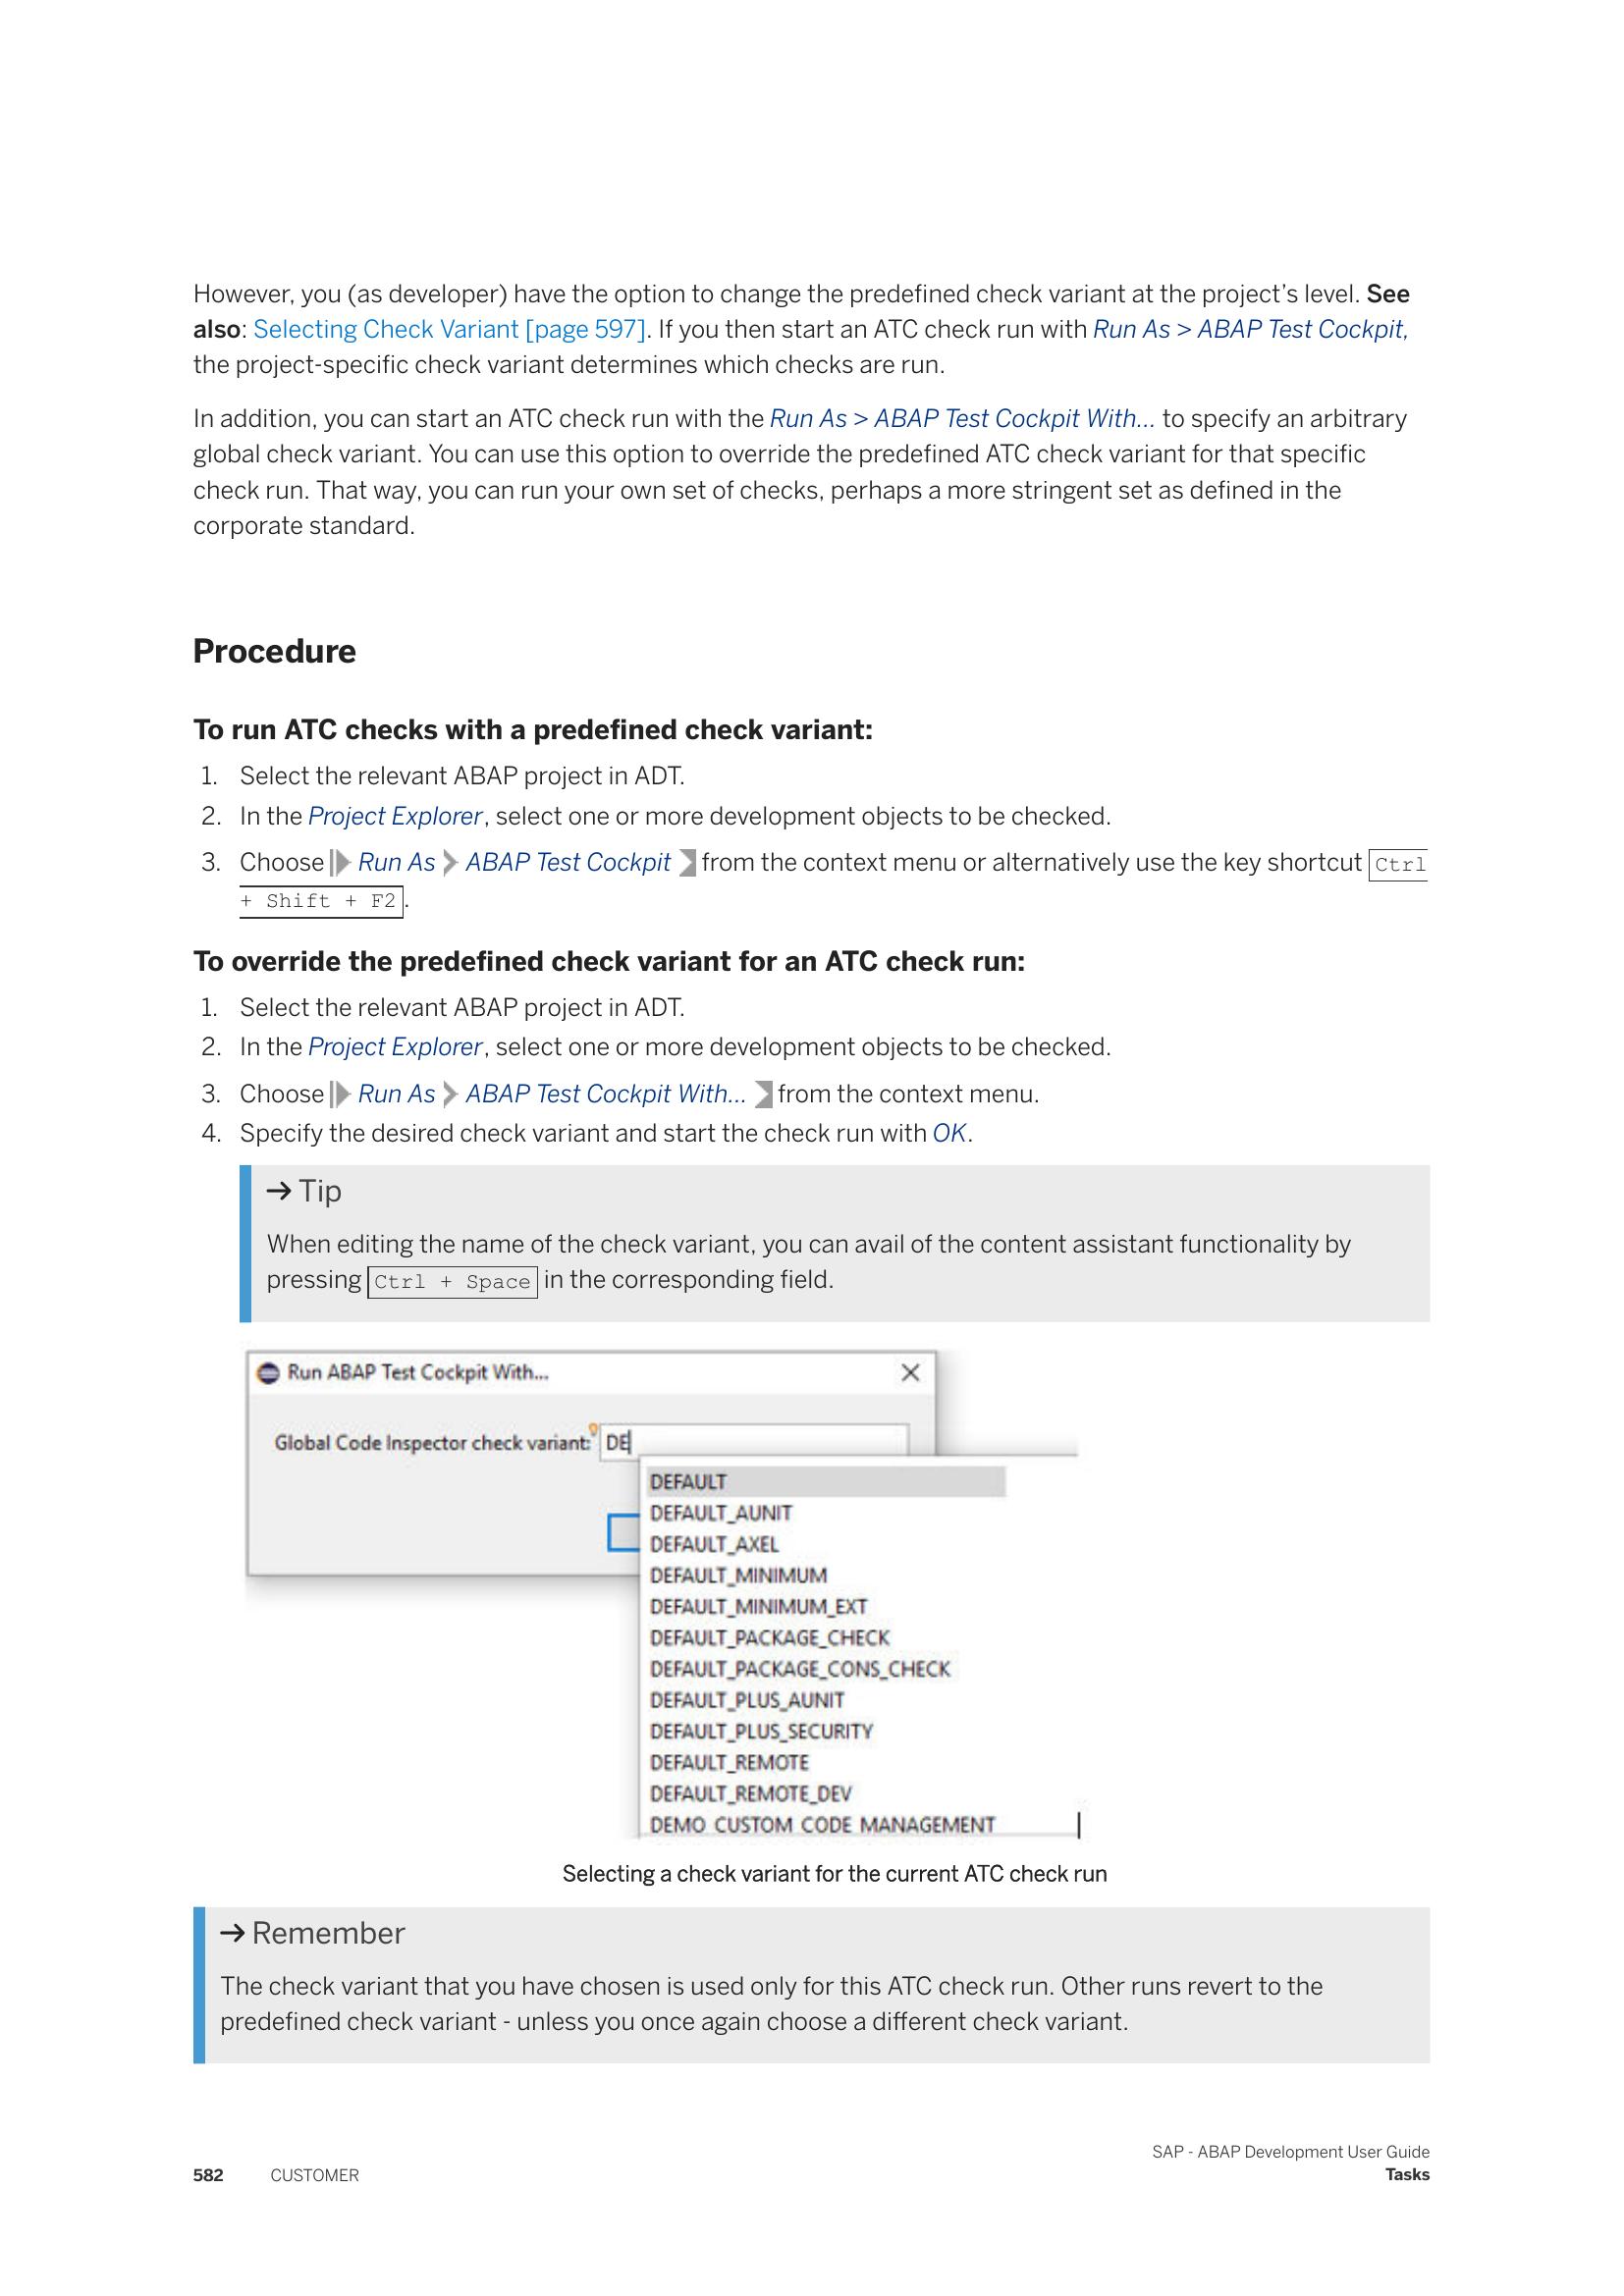 However, you (as developer) have the option to change the predefined check variant at the project's level. See
also: Selecting Check Variant [page 597]. If you then start an ATC check run with Run As > ABAP Test Cockpit,
the project-specific check variant determines which checks are run.
In addition, you can start an ATC check run with the Run As > ABAP Test Cockpit With... to specify an arbitrary
global check variant. You can use this option to override the predefined ATC check variant for that specific
check run. That way, you can run your own set of checks, perhaps a more stringent set as defined in the
corporate standard.
Procedure
To run ATC checks with a predefined check variant:
1. Select the relevant ABAP project in ADT.
2. In the Project Explorer, select one or more development objects to be checked.
3. Choose Run As ABAP Test Cockpit from the context menu or alternatively use the key shortcut Ctrl
+ Shift + F2.
To override the predefined check variant for an ATC check run:
1. Select the relevant ABAP project in ADT.
2. In the Project Explorer, select one or more development objects to be checked.
3. Choose Run As ABAP Test Cockpit With... from the context menu.
4. Specify the desired check variant and start the check run with OK.
→ Tip
When editing the name of the check variant, you can avail of the content assistant functionality by
pressing Ctrl + Space in the corresponding field.
Run ABAP Test Cockpit With...
Global Code Inspector check variant: DE
DEFAULT
DEFAULT_AUNIT
DEFAULT_AXEL
DEFAULT_MINIMUM
DEFAULT_MINIMUM_EXT
DEFAULT_PACKAGE_CHECK
DEFAULT_PACKAGE_CONS_CHECK
DEFAULT_PLUS_AUNIT
DEFAULT_PLUS_SECURITY
DEFAULT_REMOTE
DEFAULT_REMOTE_DEV
DEMO_CUSTOM_CODE_MANAGEMENT
Selecting a check variant for the current ATC check run
→ Remember
The check variant that you have chosen is used only for this ATC check run. Other runs revert to the
predefined check variant - unless you once again choose a different check variant.
SAP - ABAP Development User Guide
582 CUSTOMER Tasks